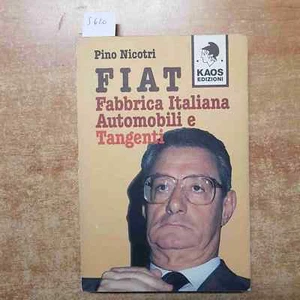 5610
Pino Nicotri
KAOS
EDIZIONI
FIAT
Fabbrica Italiana
Automobili e
Tangenti